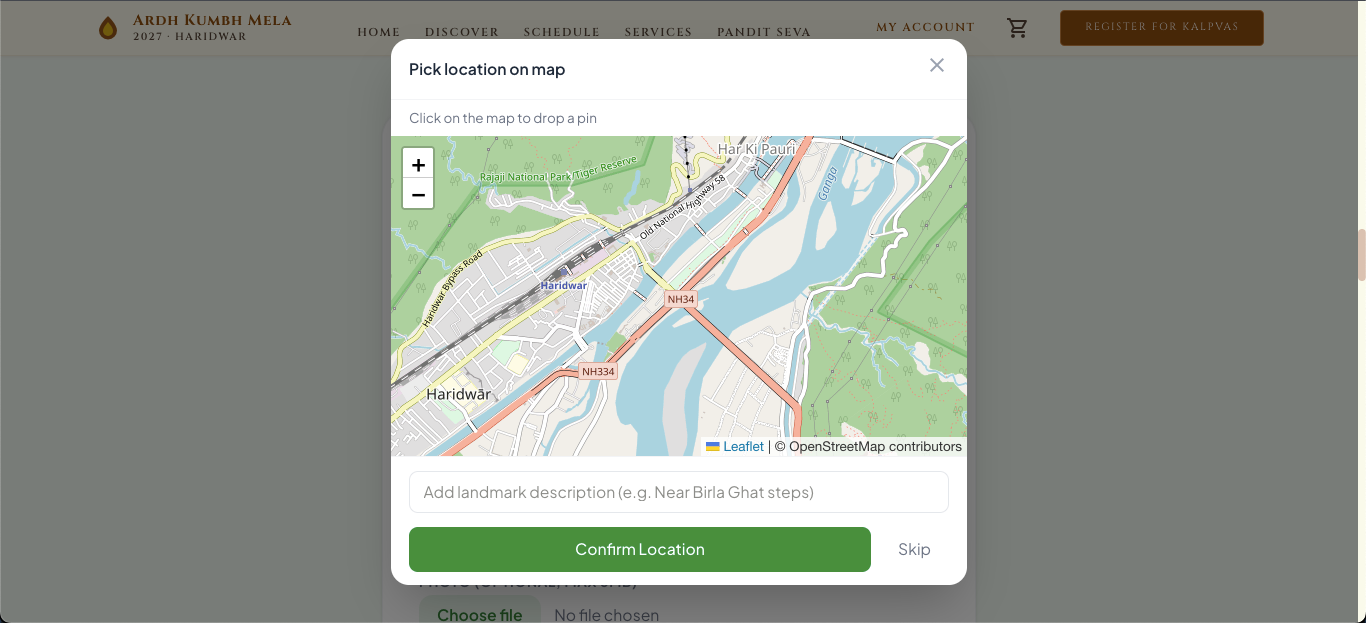 ARDH KUMBH MELA
2027 · HARIDWAR
HOME
DISCOVER
SCHEDULE
SERVICES
PANDIT SEVA
MY ACCOUNT
REGISTER FOR KALPVAS
Pick location on map
Click on the map to drop a pin
+
−
Har Ki Pauri
Rajaji National Park/Tiger Reserve
Ganga
Old National Highway 58
Haridwar Bypass Road
Haridwar
NH34
NH334
Haridwār
Leaflet | © OpenStreetMap contributors
Add landmark description (e.g. Near Birla Ghat steps)
Confirm Location
Skip
Choose file
No file chosen